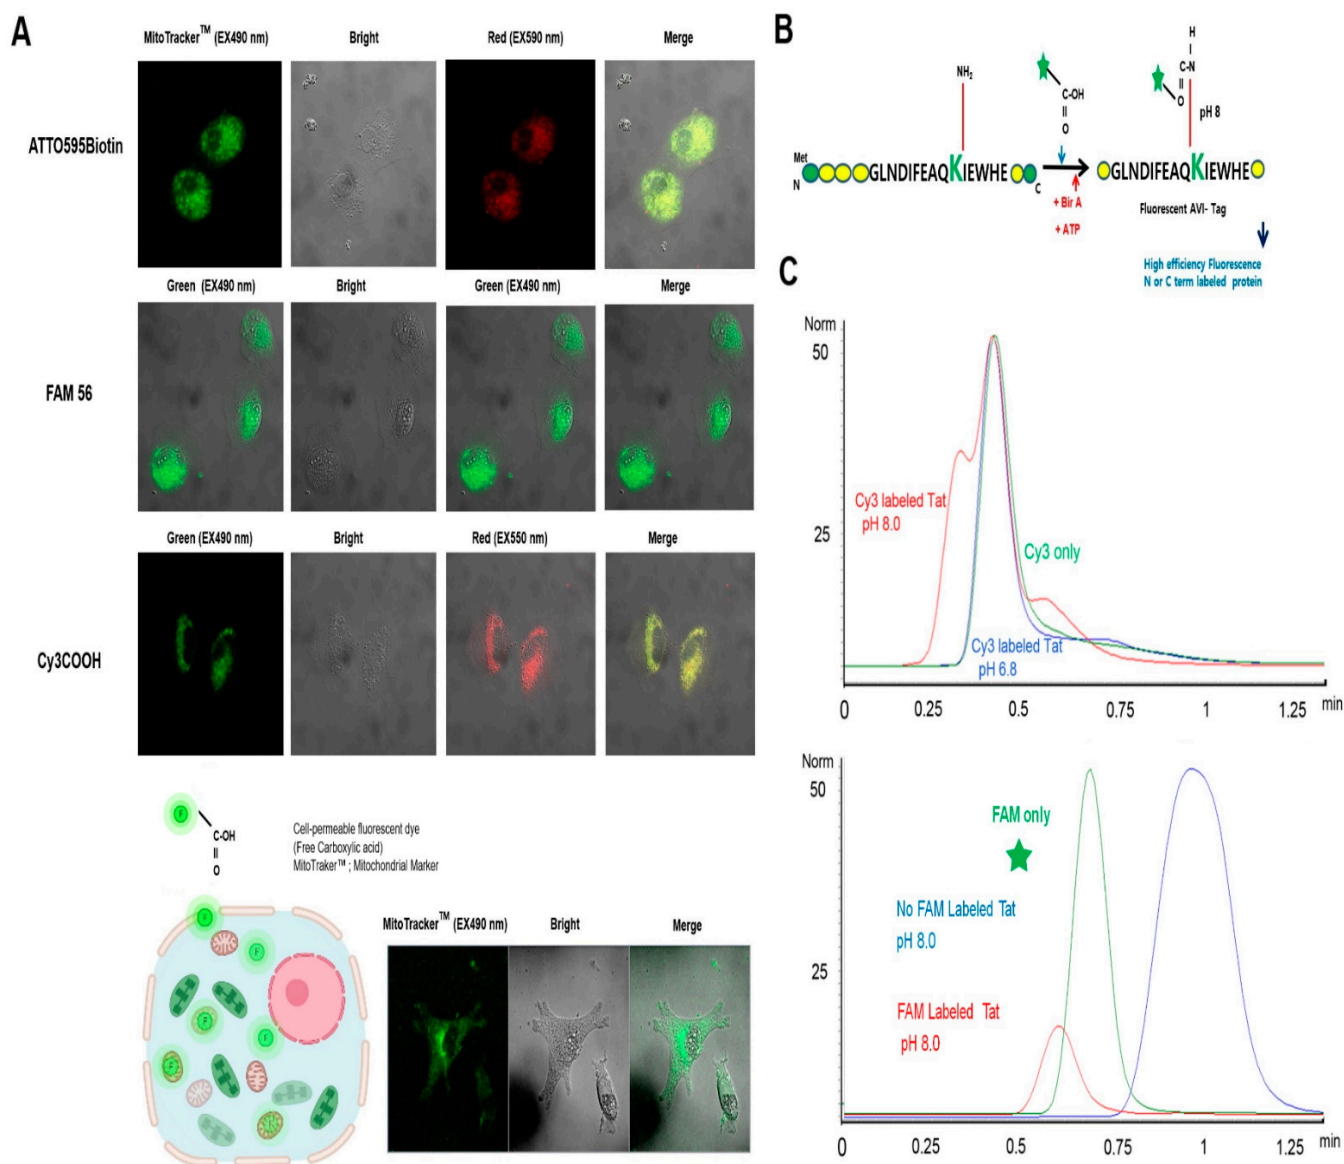 A
MitoTracker™ (EX490 nm)
Bright
Red (EX590 nm)
Merge
ATTO595Biotin
Green (EX490 nm)
Bright
Green (EX490 nm)
Merge
FAM 56
Green (EX490 nm)
Bright
Red (EX550 nm)
Merge
Cy3COOH
F
C-OH
O
Cell-permeable fluorescent dye
(Free Carboxylic acid)
MitoTraker™ ; Mitochondrial Marker
F
F
F
F
F
F
MitoTracker™ (EX490 nm)
Bright
Merge
B
H
C-N
O
pH 8
NH2
C-OH
O
Met
N
GLNDIFEAQKIEWHE
C
+ Bir A
+ ATP
GLNDIFEAQKIEWHE
Fluorescent AVI- Tag
High efficiency Fluorescence
N or C term labeled protein
C
Norm
50
25
Cy3 labeled Tat
pH 8.0
Cy3 only
Cy3 labeled Tat
pH 6.8
0
0.25
0.5
0.75
1
1.25
min
Norm
50
25
FAM only
No FAM Labeled Tat
pH 8.0
FAM Labeled Tat
pH 8.0
0
0.5
0.75
1
1.25
min